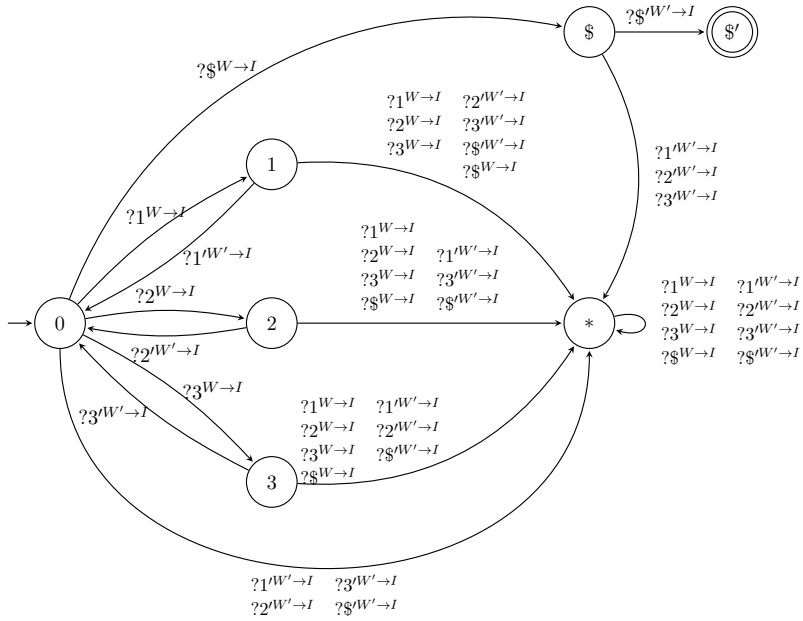 $
?$'^{W'→I}
$'
?$^{W→I}
?1^{W→I} ?2'^{W'→I}
?2^{W→I} ?3'^{W'→I}
?3^{W→I} ?$'^{W'→I}
?$^{W→I}
1
?1'^{W'→I}
?2'^{W'→I}
?3'^{W'→I}
?1^{W→I}
?1'^{W'→I}
?1^{W→I}
?2^{W→I} ?1'^{W'→I}
?3^{W→I} ?3'^{W'→I}
?$^{W→I} ?$'^{W'→I}
?2^{W→I}
0
2
*
?1^{W→I} ?1'^{W'→I}
?2^{W→I} ?2'^{W'→I}
?3^{W→I} ?3'^{W'→I}
?$^{W→I} ?$'^{W'→I}
?2'^{W'→I}
?3^{W→I}
?3'^{W'→I}
?1^{W→I} ?1'^{W'→I}
?2^{W→I} ?2'^{W'→I}
?3^{W→I} ?$'^{W'→I}
?$^{W→I}
3
?1'^{W'→I} ?3'^{W'→I}
?2'^{W'→I} ?$'^{W'→I}